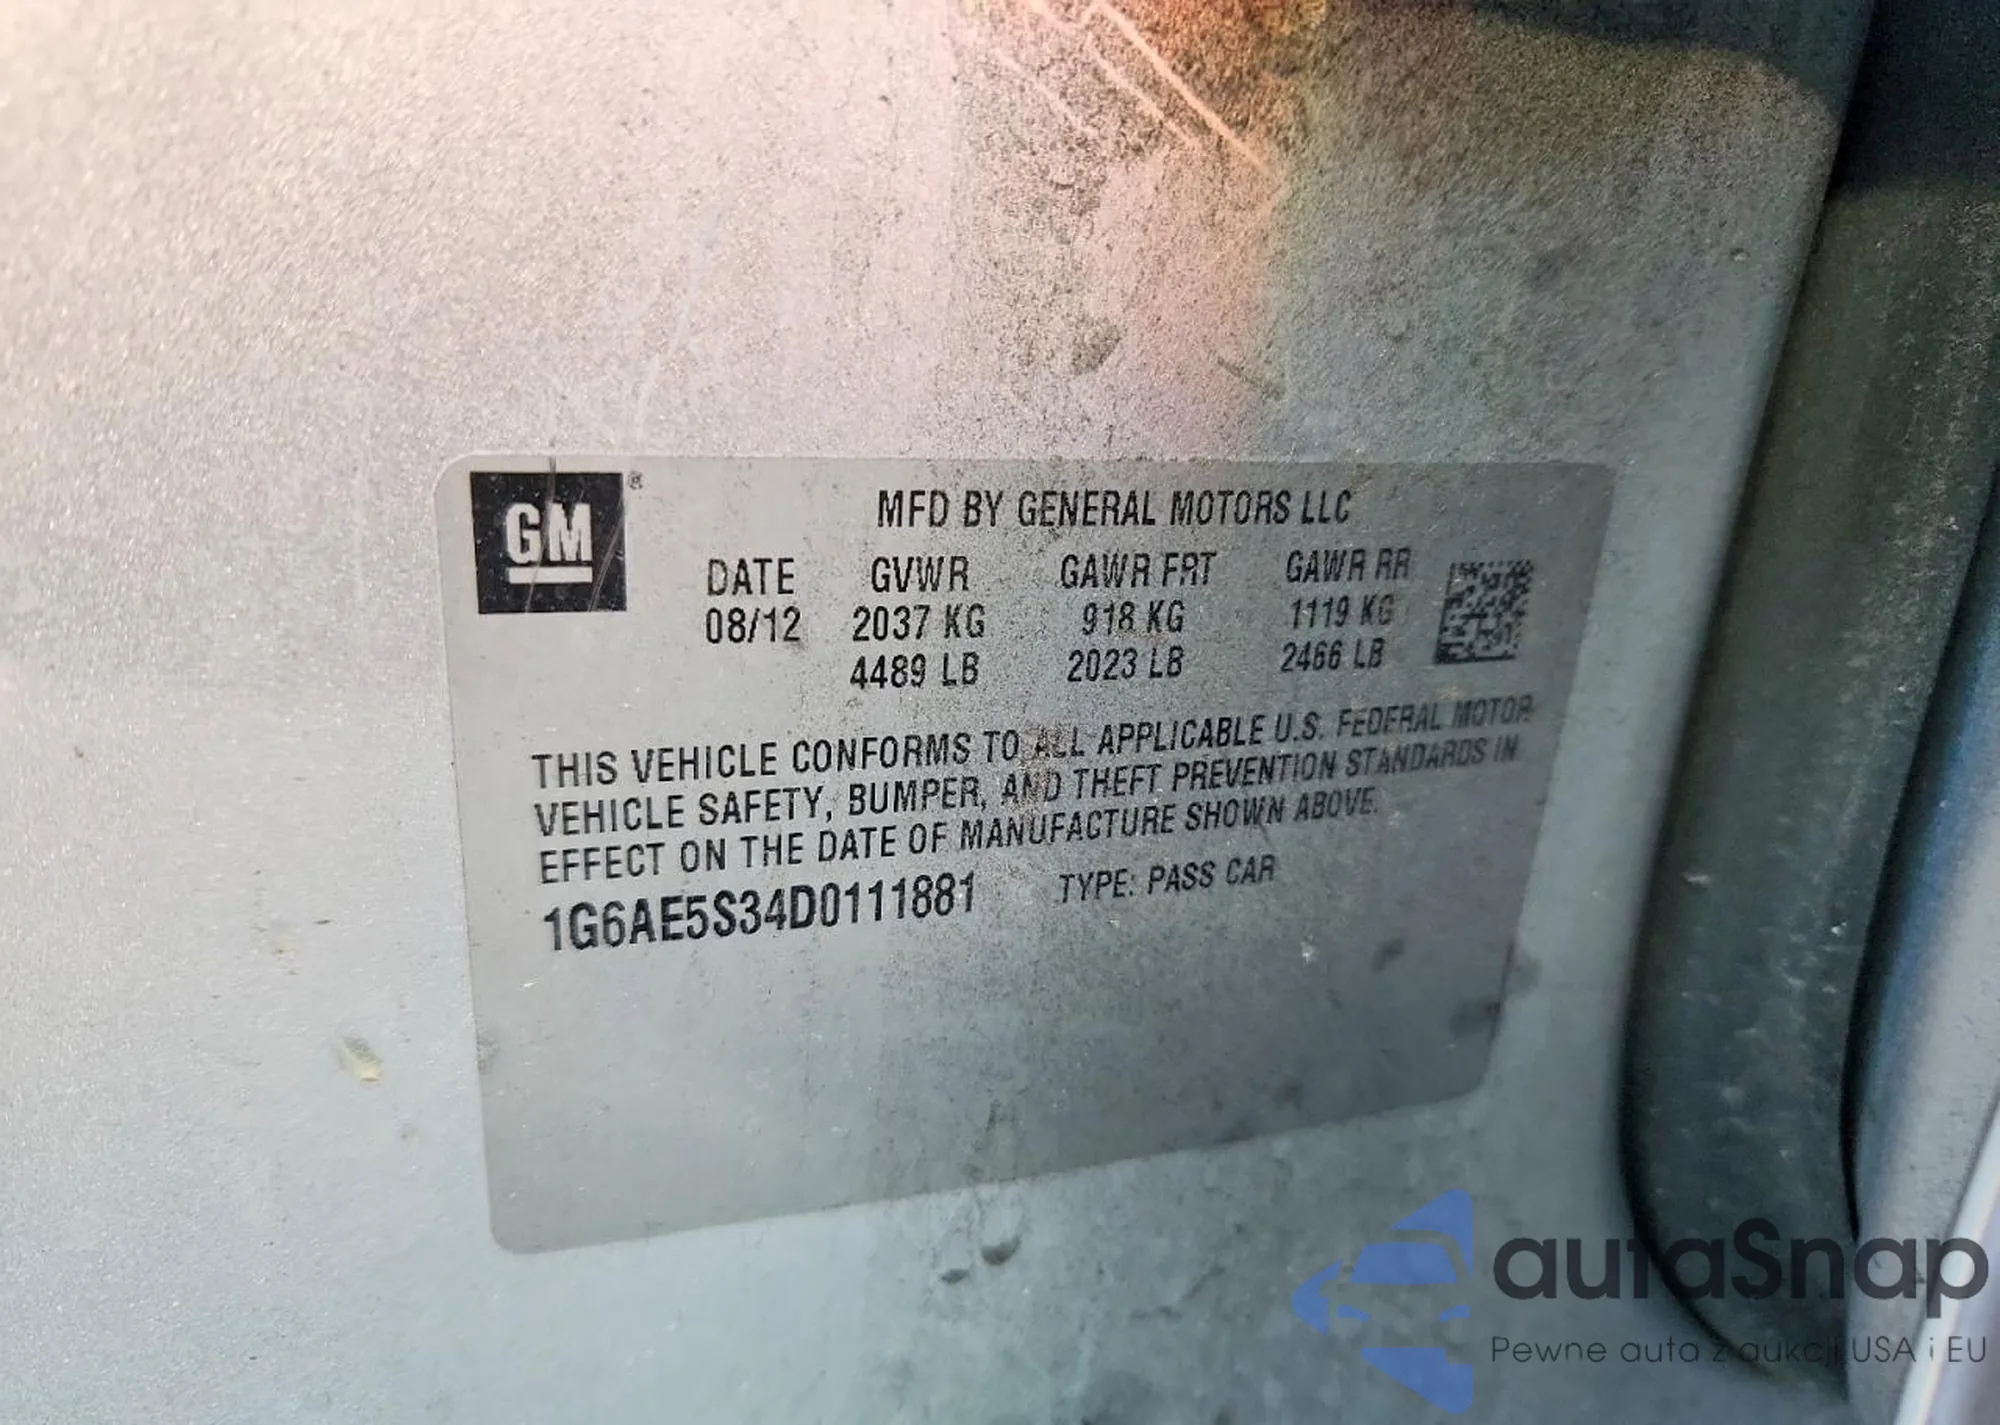 GM ®
MFD BY GENERAL MOTORS LLC
DATE GVWR GAWR FRT GAWR RR
08/12 2037 KG 918 KG 1119 KG
4489 LB 2023 LB 2466 LB
THIS VEHICLE CONFORMS TO ALL APPLICABLE U.S. FEDERAL MOTOR
VEHICLE SAFETY, BUMPER, AND THEFT PREVENTION STANDARDS IN
EFFECT ON THE DATE OF MANUFACTURE SHOWN ABOVE.
1G6AE5S34D0111881 TYPE: PASS CAR
autaSnap
Pewne auta z aukcji USA i EU